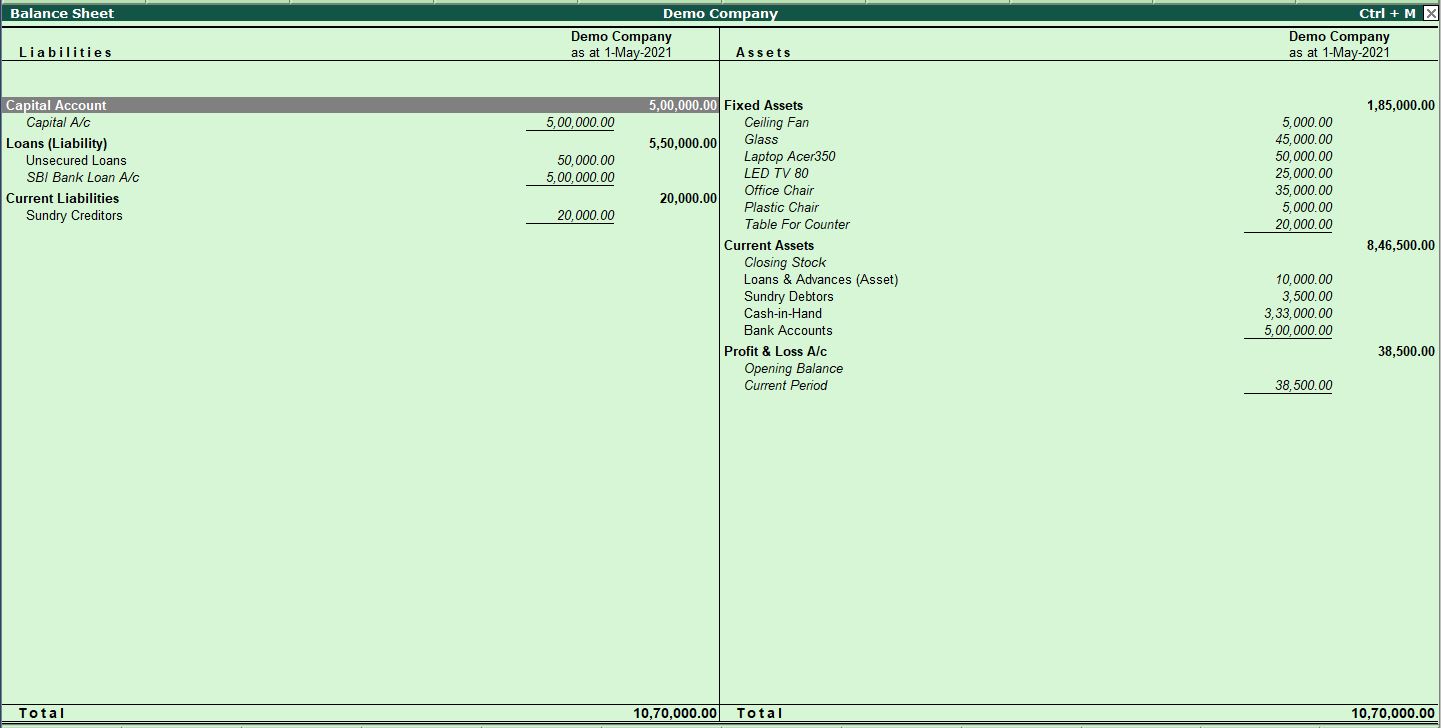 Balance Sheet Demo Company Ctrl + M
Demo Company
Liabilities as at 1-May-2021
Capital Account 5,00,000.00
Capital A/c 5,00,000.00
Loans (Liability) 5,50,000.00
Unsecured Loans 50,000.00
SBI Bank Loan A/c 5,00,000.00
Current Liabilities 20,000.00
Sundry Creditors 20,000.00
Total 10,70,000.00
Demo Company
Assets as at 1-May-2021
Fixed Assets 1,85,000.00
Ceiling Fan 5,000.00
Glass 45,000.00
Laptop Acer350 50,000.00
LED TV 80 25,000.00
Office Chair 35,000.00
Plastic Chair 5,000.00
Table For Counter 20,000.00
Current Assets 8,46,500.00
Closing Stock
Loans & Advances (Asset) 10,000.00
Sundry Debtors 3,500.00
Cash-in-Hand 3,33,000.00
Bank Accounts 5,00,000.00
Profit & Loss A/c 38,500.00
Opening Balance
Current Period 38,500.00
Total 10,70,000.00